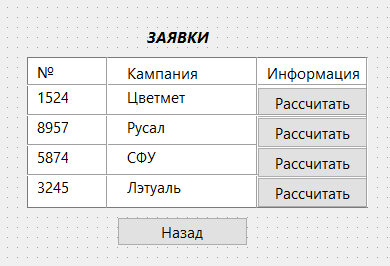 ЗАЯВКИ
№ Кампания Информация
1524 Цветмет Рассчитать
8957 Русал Рассчитать
5874 СФУ Рассчитать
3245 Лэтуаль Рассчитать
Назад